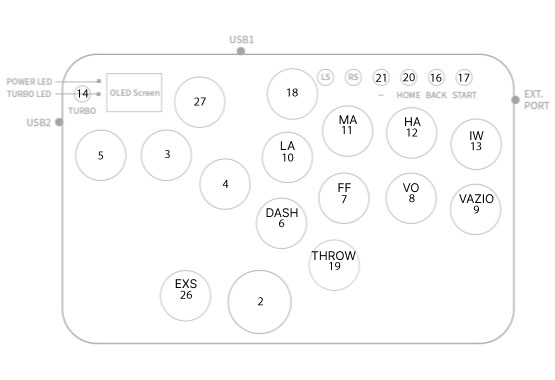 USB1
POWER LED
TURBO LED
14
TURBO
OLED Screen
USB2
27
18
LS
RS
21
20
16
17
–
HOME
BACK
START
EXT.
PORT
MA
11
HA
12
IW
13
5
3
LA
10
4
FF
7
VO
8
VAZIO
9
DASH
6
THROW
19
EXS
26
2